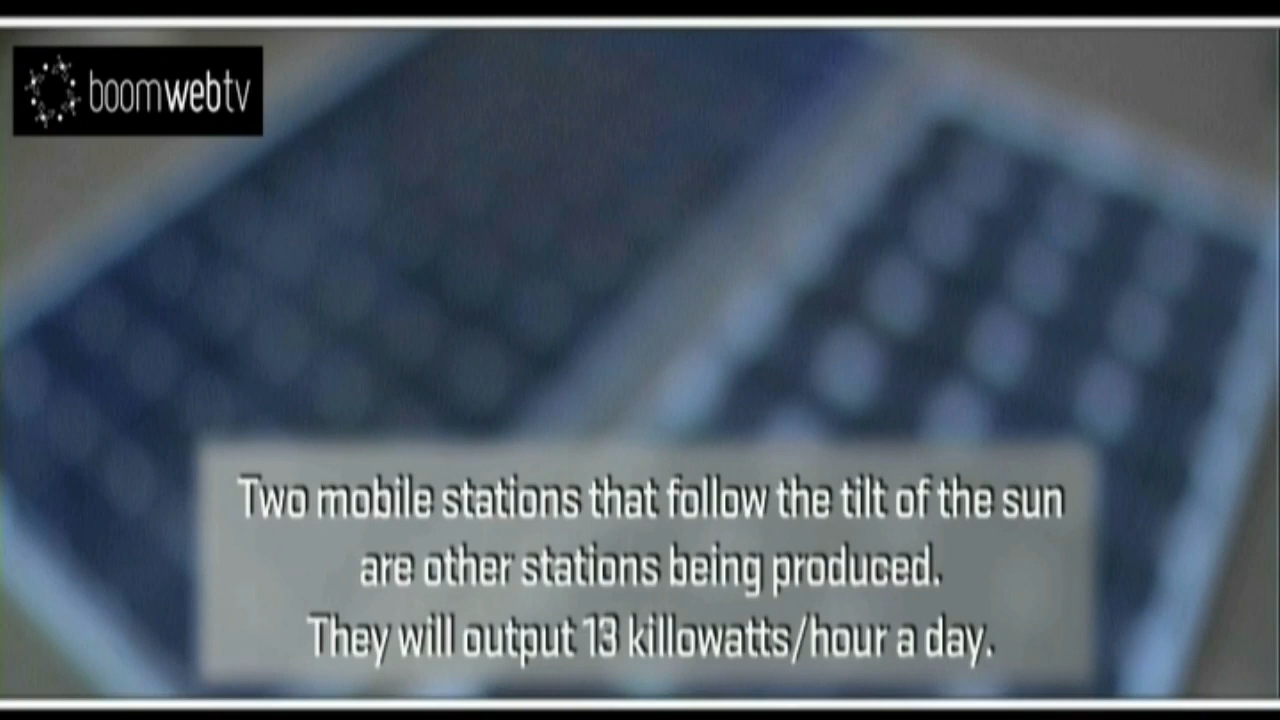 boomwebtv
Two mobile stations that follow the tilt of the sun
are other stations being produced.
They will output 13 killowatts/hour a day.